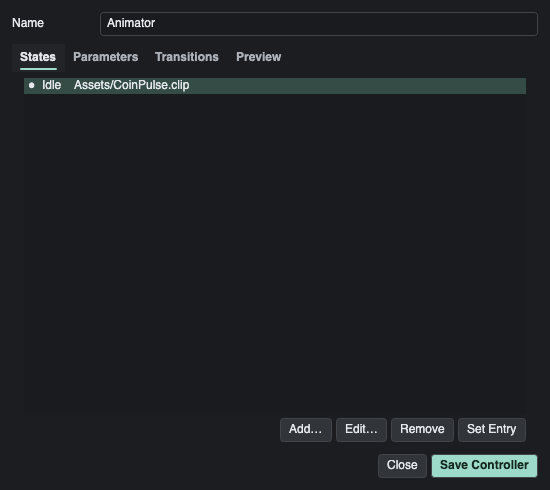 Name Animator
States Parameters Transitions Preview
Idle Assets/CoinPulse.clip
Add... Edit... Remove Set Entry
Close Save Controller